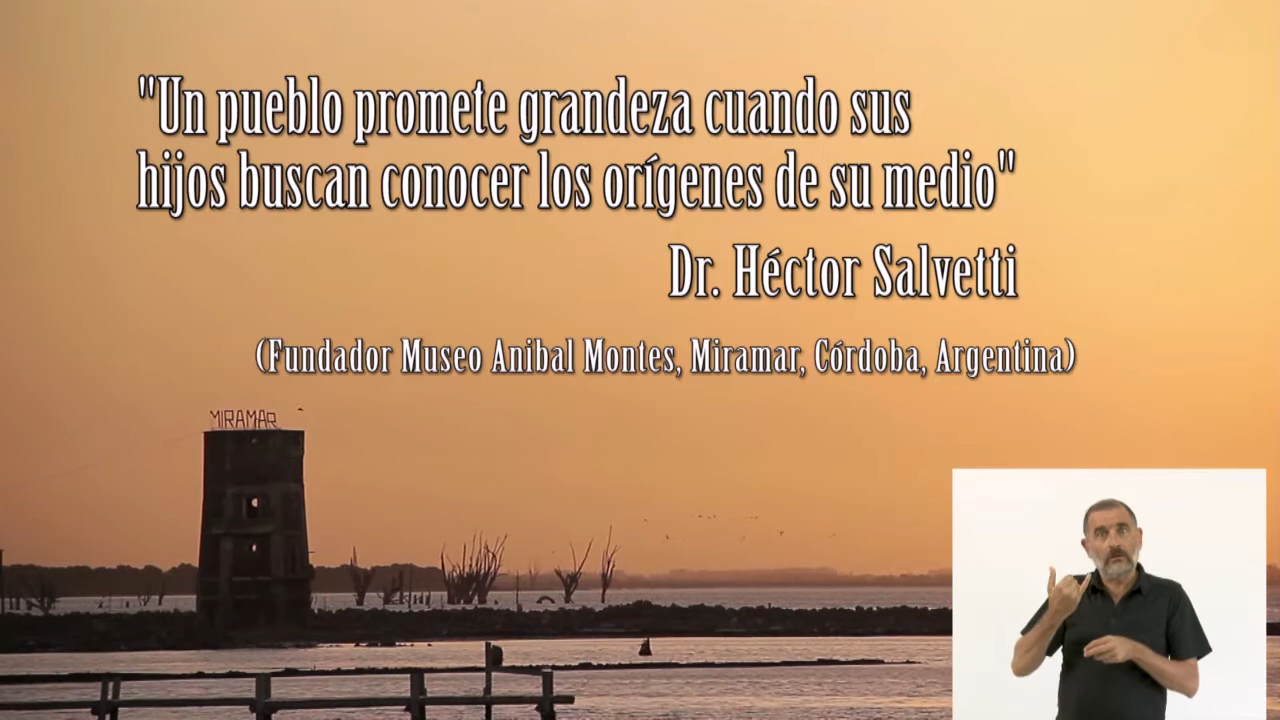 "Un pueblo promete grandeza cuando sus
hijos buscan conocer los orígenes de su medio"
Dr. Héctor Salvetti
(Fundador Museo Anibal Montes, Miramar, Córdoba, Argentina)
MIRAMAR